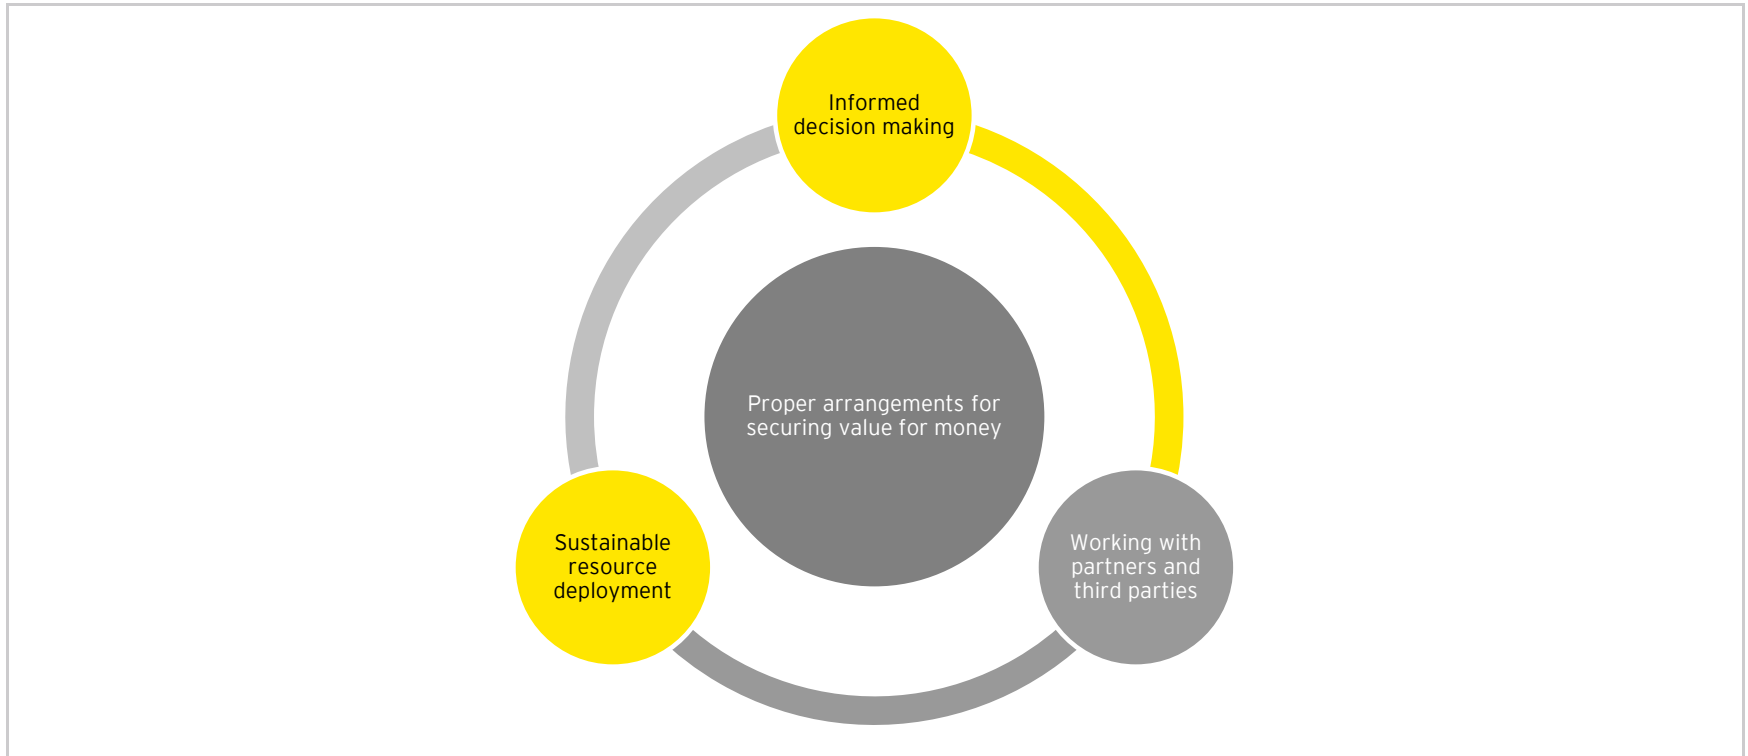 Informed
decision making
Proper arrangements for
securing value for money
Sustainable
resource
deployment
Working with
partners and
third parties